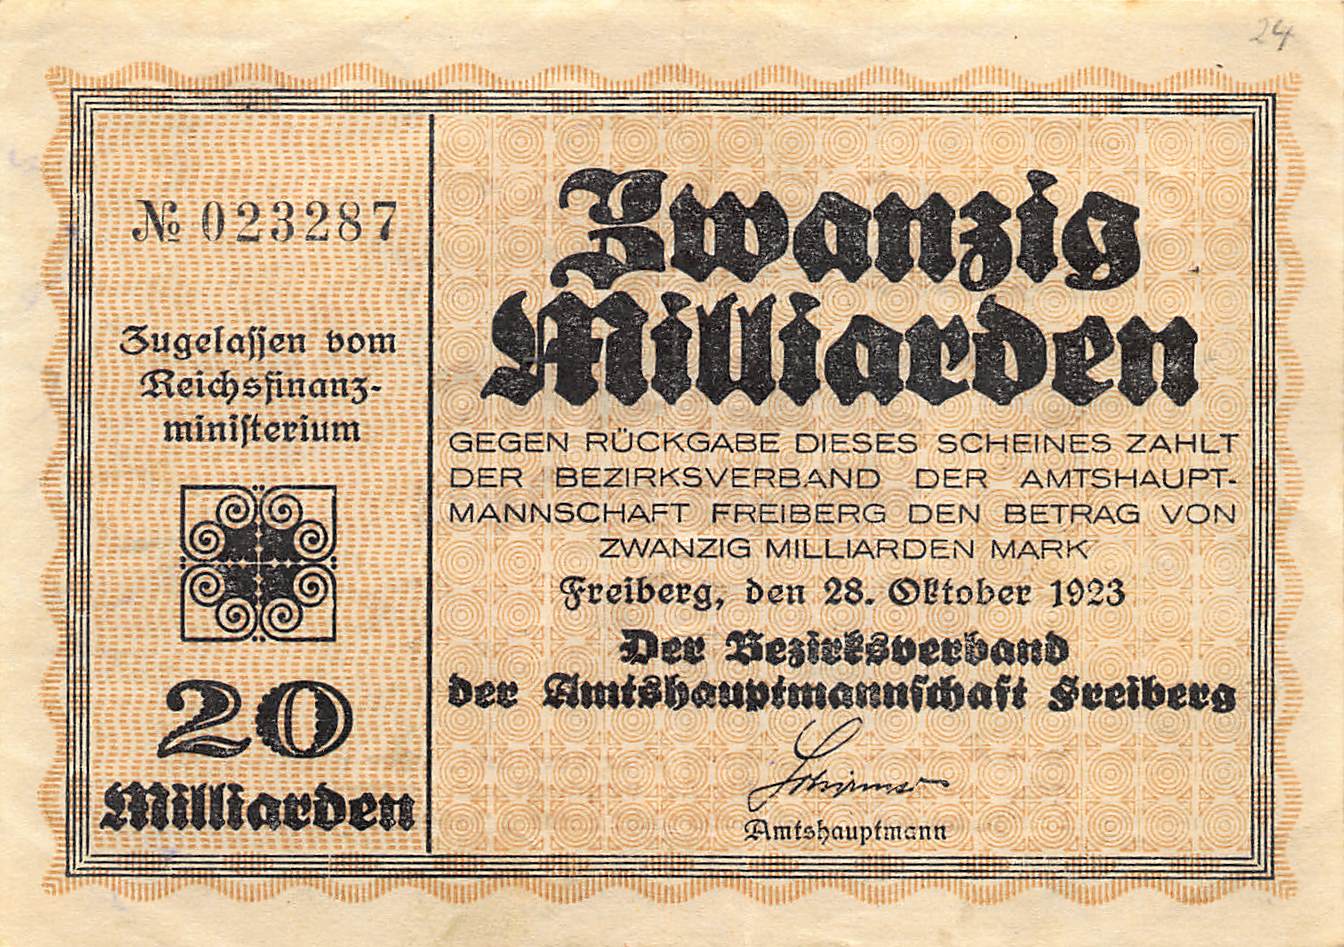 24
№ 023287
Zugelassen vom
Reichsfinanz-
ministerium
20
Milliarden
Zwanzig
Milliarden
GEGEN RÜCKGABE DIESES SCHEINES ZAHLT
DER BEZIRKSVERBAND DER AMTSHAUPT-
MANNSCHAFT FREIBERG DEN BETRAG VON
ZWANZIG MILLIARDEN MARK
Freiberg, den 28. Oktober 1923
Der Bezirksverband
der Amtshauptmannschaft Freiberg
Amtshauptmann